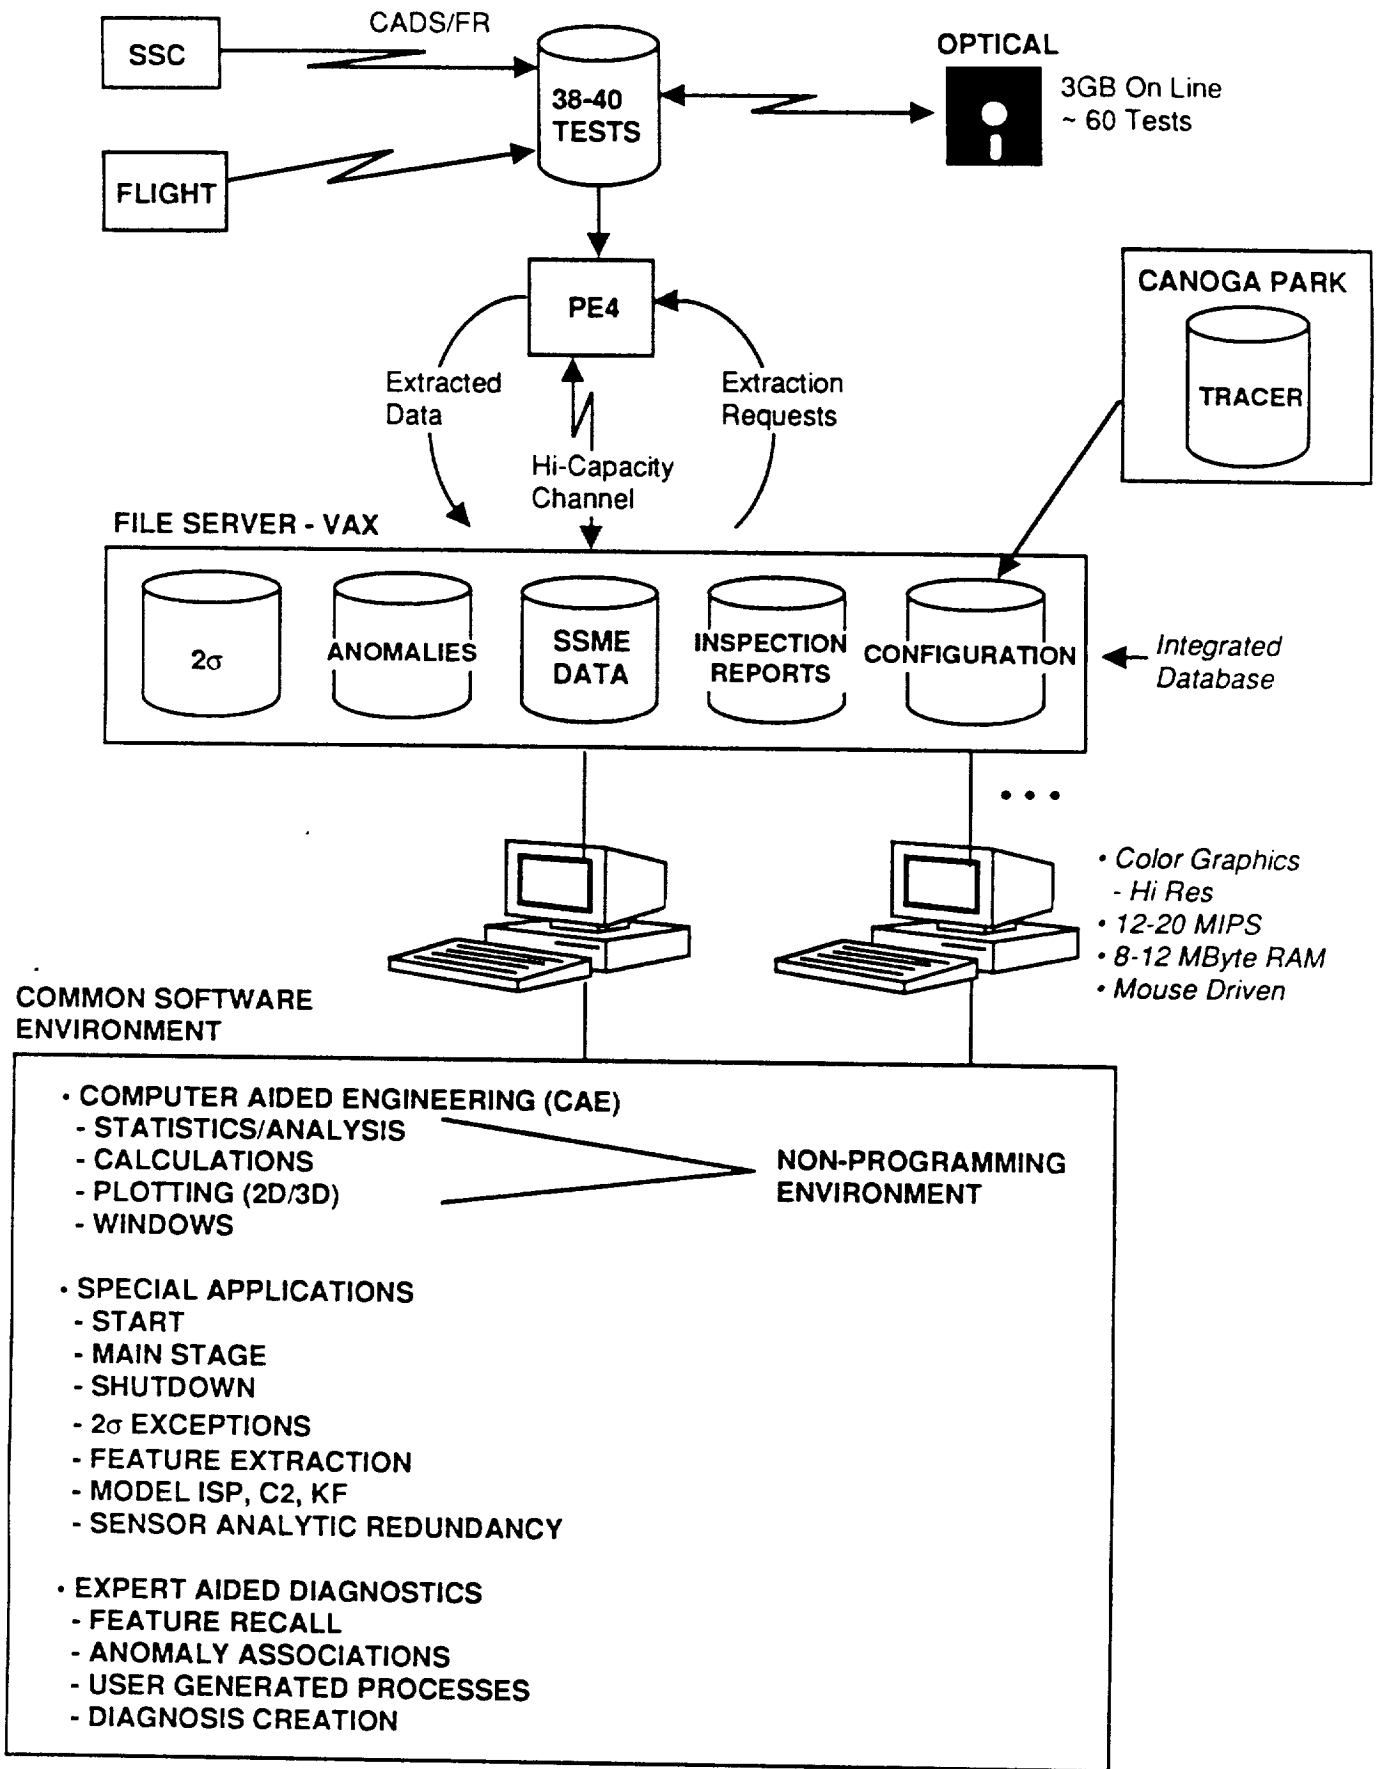 CADS/FR
SSC
38-40
TESTS
OPTICAL
3GB On Line
~ 60 Tests
FLIGHT
PE4
CANOGA PARK
TRACER
Extracted
Data
Extraction
Requests
Hi-Capacity
Channel
FILE SERVER - VAX
2σ
ANOMALIES
SSME
DATA
INSPECTION
REPORTS
CONFIGURATION
Integrated
Database
• • •
• Color Graphics
- Hi Res
• 12-20 MIPS
• 8-12 MByte RAM
• Mouse Driven
COMMON SOFTWARE
ENVIRONMENT
• COMPUTER AIDED ENGINEERING (CAE)
- STATISTICS/ANALYSIS
- CALCULATIONS
- PLOTTING (2D/3D)
- WINDOWS
NON-PROGRAMMING
ENVIRONMENT
• SPECIAL APPLICATIONS
- START
- MAIN STAGE
- SHUTDOWN
- 2σ EXCEPTIONS
- FEATURE EXTRACTION
- MODEL ISP, C2, KF
- SENSOR ANALYTIC REDUNDANCY
• EXPERT AIDED DIAGNOSTICS
- FEATURE RECALL
- ANOMALY ASSOCIATIONS
- USER GENERATED PROCESSES
- DIAGNOSIS CREATION